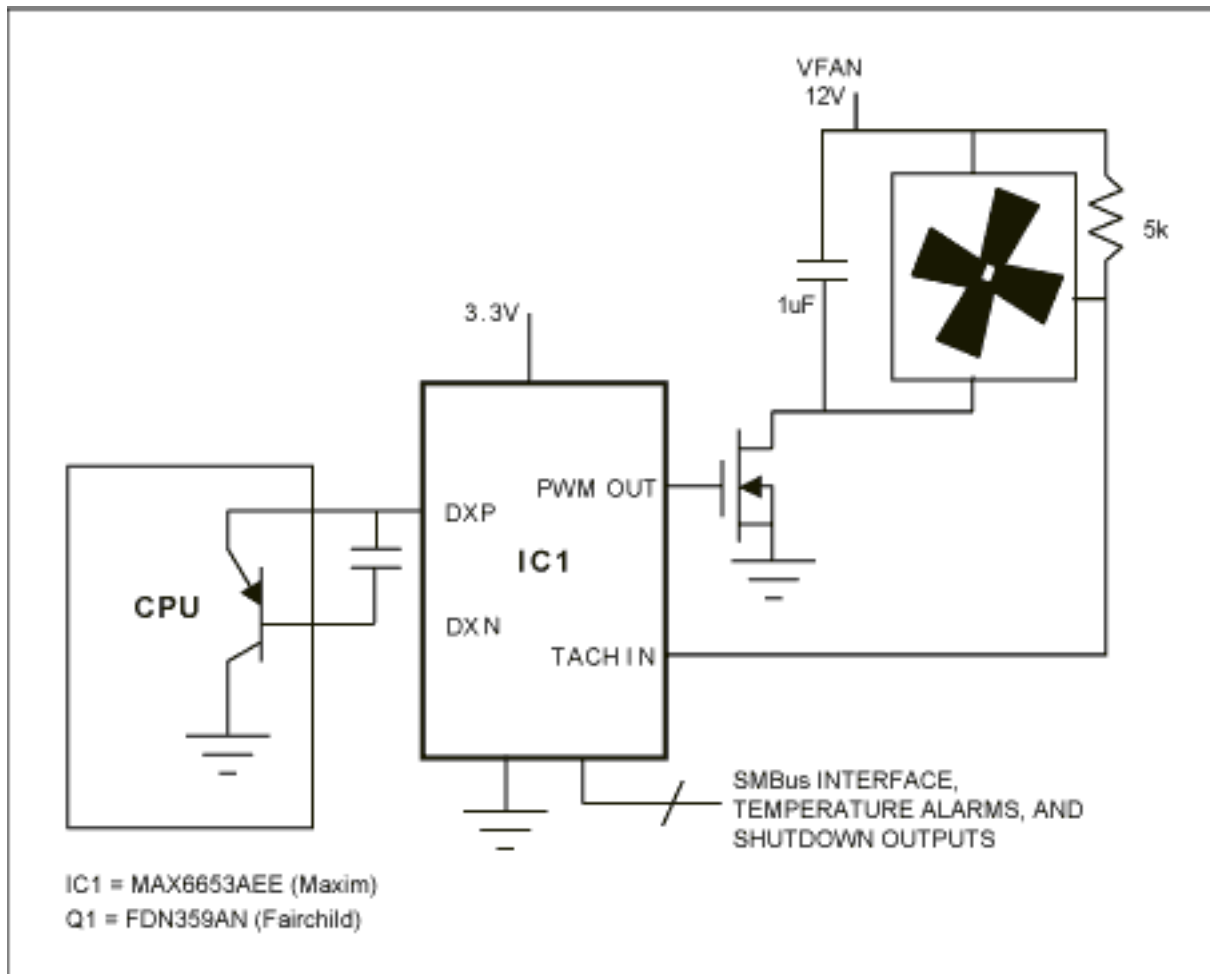 VFAN
12V
5k
1uF
3.3V
PWM OUT
DXP
IC1
CPU
DXN
TACH IN
SMBus INTERFACE,
TEMPERATURE ALARMS, AND
SHUTDOWN OUTPUTS
IC1 = MAX6653AEE (Maxim)
Q1 = FDN359AN (Fairchild)